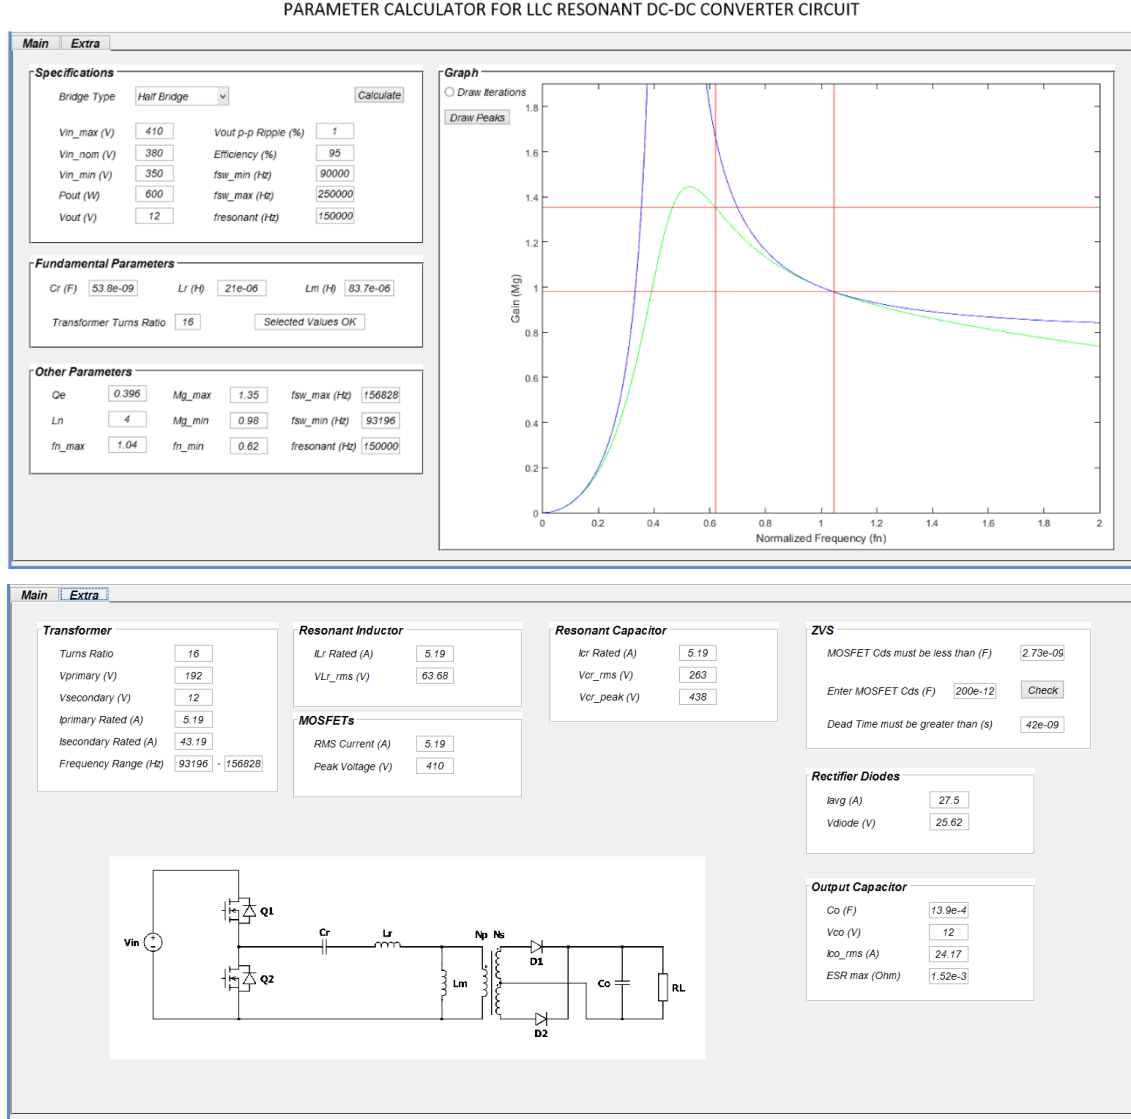 PARAMETER CALCULATOR FOR LLC RESONANT DC-DC CONVERTER CIRCUIT
Main Extra
Specifications
Bridge Type Half Bridge Calculate
Vin_max (V) 410 Vout p-p Ripple (%) 1
Vin_nom (V) 380 Efficiency (%) 95
Vin_min (V) 350 fsw_min (Hz) 90000
Pout (W) 600 fsw_max (Hz) 250000
Vout (V) 12 fresonant (Hz) 150000
Fundamental Parameters
Cr (F) 53.8e-09 Lr (H) 21e-06 Lm (H) 83.7e-06
Transformer Turns Ratio 16 Selected Values OK
Other Parameters
Qe 0.396 Mg_max 1.35 fsw_max (Hz) 156828
Ln 4 Mg_min 0.98 fsw_min (Hz) 93196
fn_max 1.04 fn_min 0.62 fresonant (Hz) 150000
Graph
Draw Iterations
Draw Peaks
Gain (Mg)
1.8
1.6
1.4
1.2
1
0.8
0.6
0.4
0.2
0
0 0.2 0.4 0.6 0.8 1 1.2 1.4 1.6 1.8 2
Normalized Frequency (fn)
Main Extra
Transformer
Turns Ratio 16
Vprimary (V) 192
Vsecondary (V) 12
Iprimary Rated (A) 5.19
Isecondary Rated (A) 43.19
Frequency Range (Hz) 93196 - 156828
Resonant Inductor
ILr Rated (A) 5.19
VLr_rms (V) 63.68
MOSFETs
RMS Current (A) 5.19
Peak Voltage (V) 410
Resonant Capacitor
Icr Rated (A) 5.19
Vcr_rms (V) 263
Vcr_peak (V) 438
ZVS
MOSFET Cds must be less than (F) 2.73e-09
Enter MOSFET Cds (F) 200e-12 Check
Dead Time must be greater than (s) 42e-09
Rectifier Diodes
Iavg (A) 27.5
Vdiode (V) 25.62
Output Capacitor
Co (F) 13.9e-4
Vco (V) 12
Ico_rms (A) 24.17
ESR max (Ohm) 1.52e-3
Vin
Q1
Q2
Cr
Lr
Lm
Np Ns
D1
D2
Co
RL